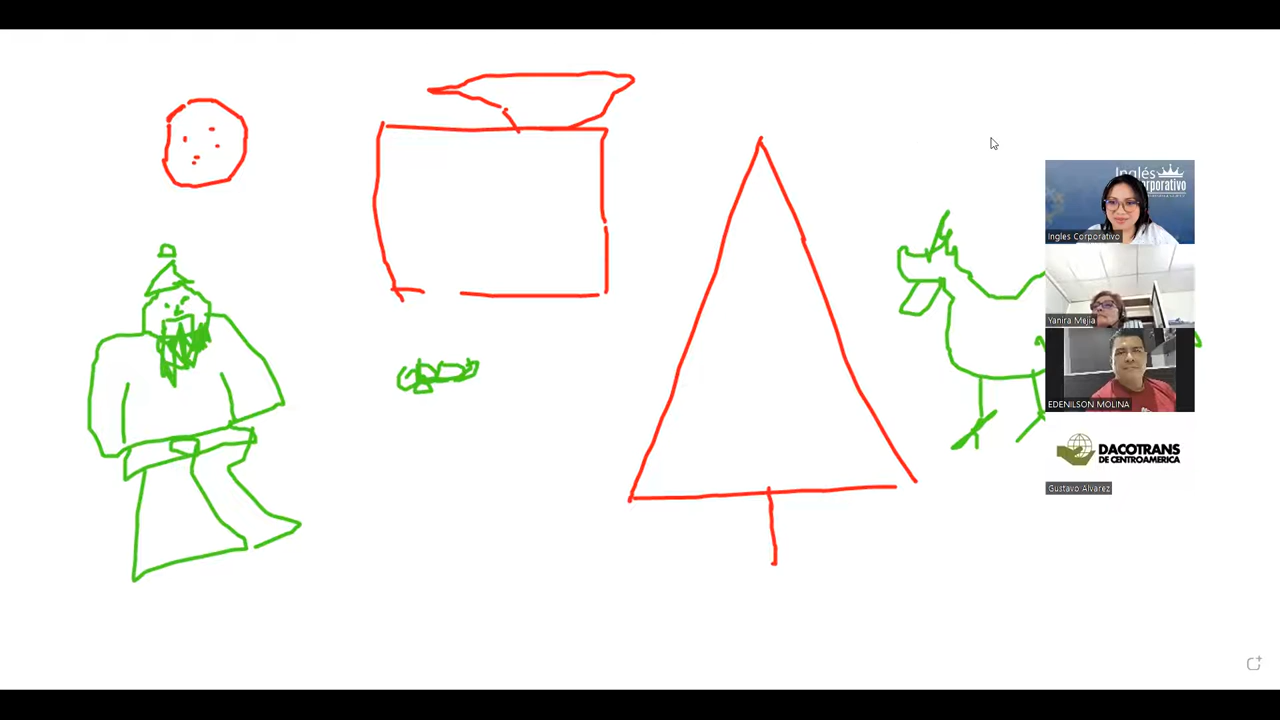 Inglés
Corporativo
Ingles Corporativo
Yanira Mejia
EDENILSON MOLINA
DACOTRANS
DE CENTROAMERICA
Gustavo Alvarez